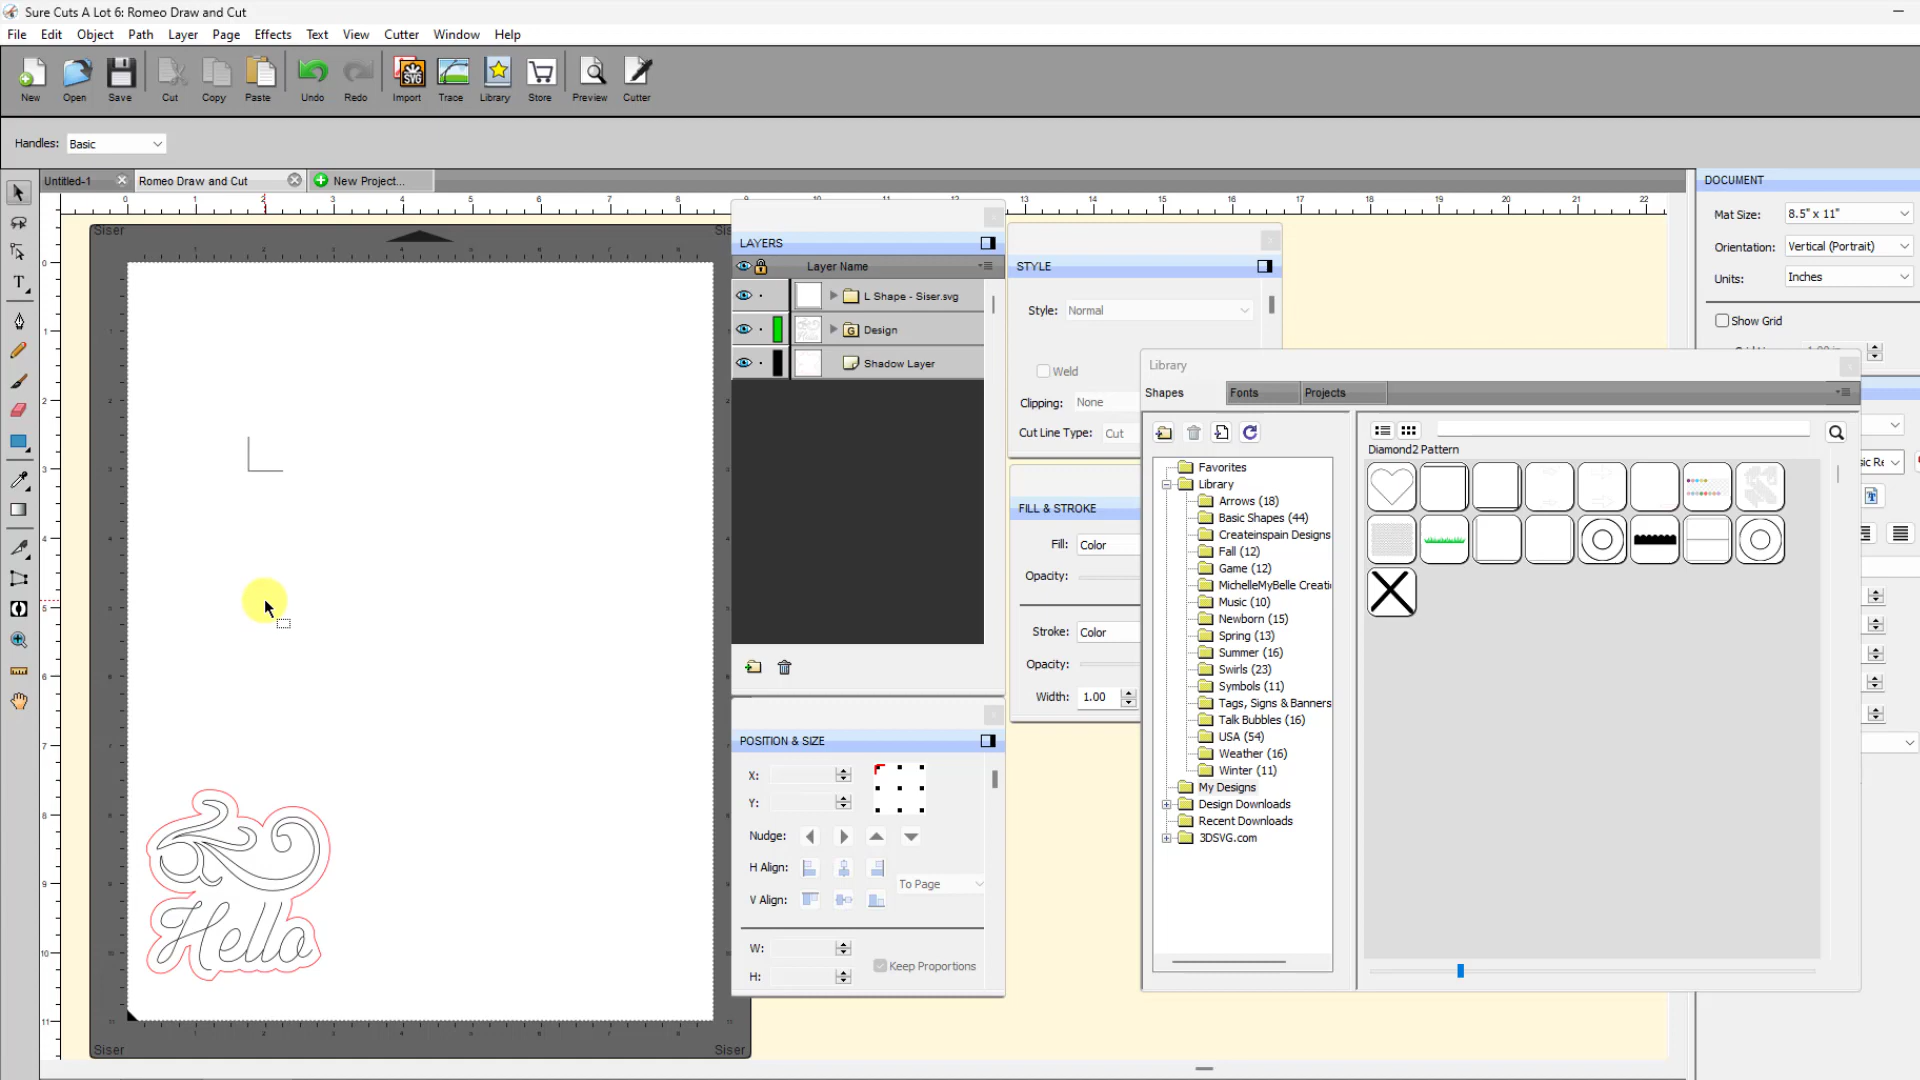 Sure Cuts A Lot 6: Romeo Draw and Cut
File Edit Object Path Layer Page Effects Text View Cutter Window Help
New Open Save Cut Copy Paste Undo Redo Import Trace Library Store Preview Cutter
Handles: Basic
Untitled-1 Romeo Draw and Cut New Project...
Siser
Siser
Siser
Hello
LAYERS
Layer Name
L Shape - Siser.svg
Design
Shadow Layer
POSITION & SIZE
X:
Y:
Nudge:
H Align:
To Page
V Align:
W:
H:
Keep Proportions
STYLE
Style: Normal
Weld
Clipping: None
Cut Line Type: Cut
FILL & STROKE
Fill: Color
Opacity:
Stroke: Color
Opacity:
Width: 1.00
Library
Shapes Fonts Projects
Diamond2 Pattern
Favorites
Library
Arrows (18)
Basic Shapes (44)
Createinspain Designs
Fall (12)
Game (12)
MichelleMyBelle Creati
Music (10)
Newborn (15)
Spring (13)
Summer (16)
Swirls (23)
Symbols (11)
Tags, Signs & Banners
Talk Bubbles (16)
USA (54)
Weather (16)
Winter (11)
My Designs
Design Downloads
Recent Downloads
3DSVG.com
DOCUMENT
Mat Size: 8.5" x 11"
Orientation: Vertical (Portrait)
Units: Inches
Show Grid